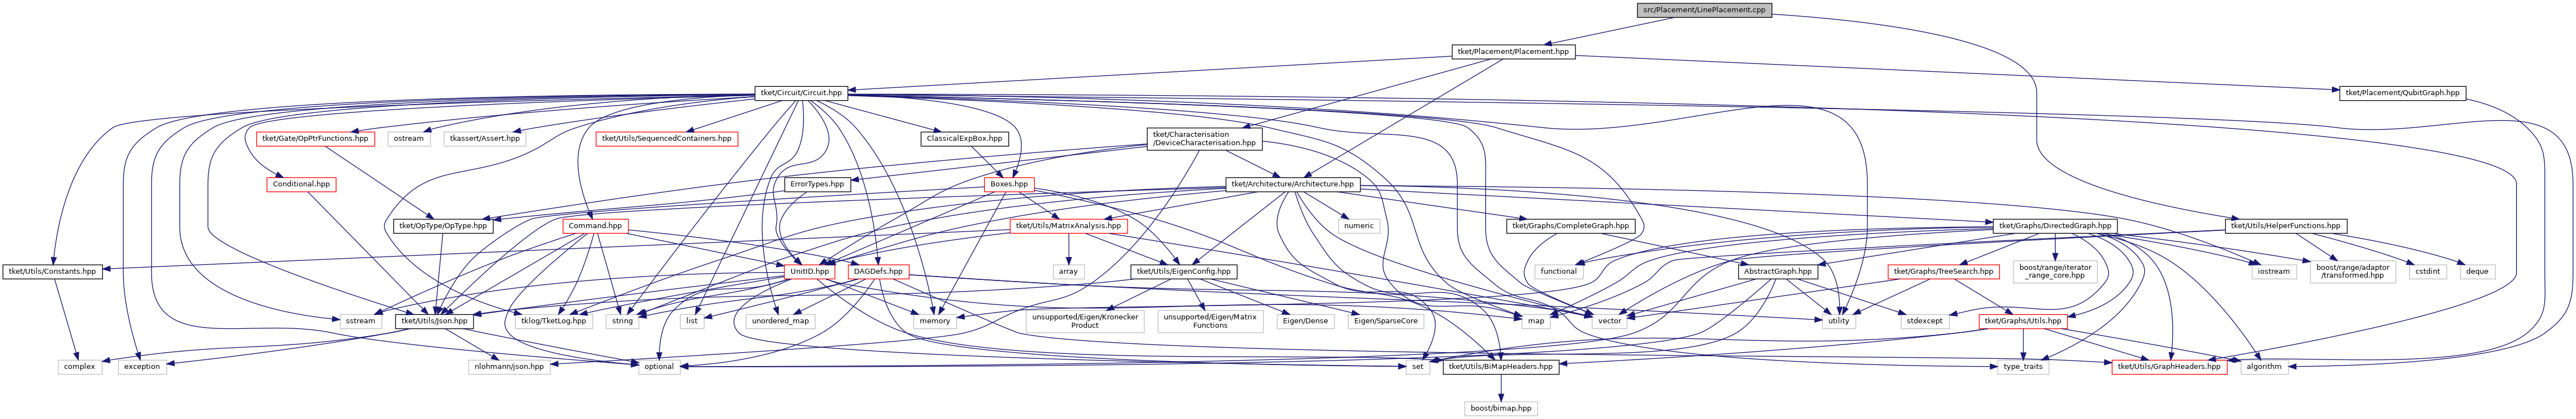 src/Placement/LinePlacement.cpp
tket/Placement/Placement.hpp
tket/Circuit/Circuit.hpp
tket/Placement/QubitGraph.hpp
tket/Gate/OpPtrFunctions.hpp
ostream
tkassert/Assert.hpp
tket/Utils/SequencedContainers.hpp
ClassicalExpBox.hpp
tket/Characterisation
/DeviceCharacterisation.hpp
Conditional.hpp
ErrorTypes.hpp
Boxes.hpp
tket/Architecture/Architecture.hpp
tket/OpType/OpType.hpp
Command.hpp
tket/Utils/MatrixAnalysis.hpp
numeric
tket/Graphs/CompleteGraph.hpp
tket/Graphs/DirectedGraph.hpp
tket/Utils/HelperFunctions.hpp
tket/Utils/Constants.hpp
UnitID.hpp
DAGDefs.hpp
array
tket/Utils/EigenConfig.hpp
functional
AbstractGraph.hpp
tket/Graphs/TreeSearch.hpp
boost/range/iterator
_range_core.hpp
iostream
boost/range/adaptor
/transformed.hpp
cstdint
deque
sstream
tket/Utils/Json.hpp
tklog/TketLog.hpp
string
list
unordered_map
memory
unsupported/Eigen/Kronecker
Product
unsupported/Eigen/Matrix
Functions
Eigen/Dense
Eigen/SparseCore
map
vector
utility
stdexcept
tket/Graphs/Utils.hpp
complex
exception
nlohmann/json.hpp
optional
set
tket/Utils/BiMapHeaders.hpp
type_traits
tket/Utils/GraphHeaders.hpp
algorithm
boost/bimap.hpp